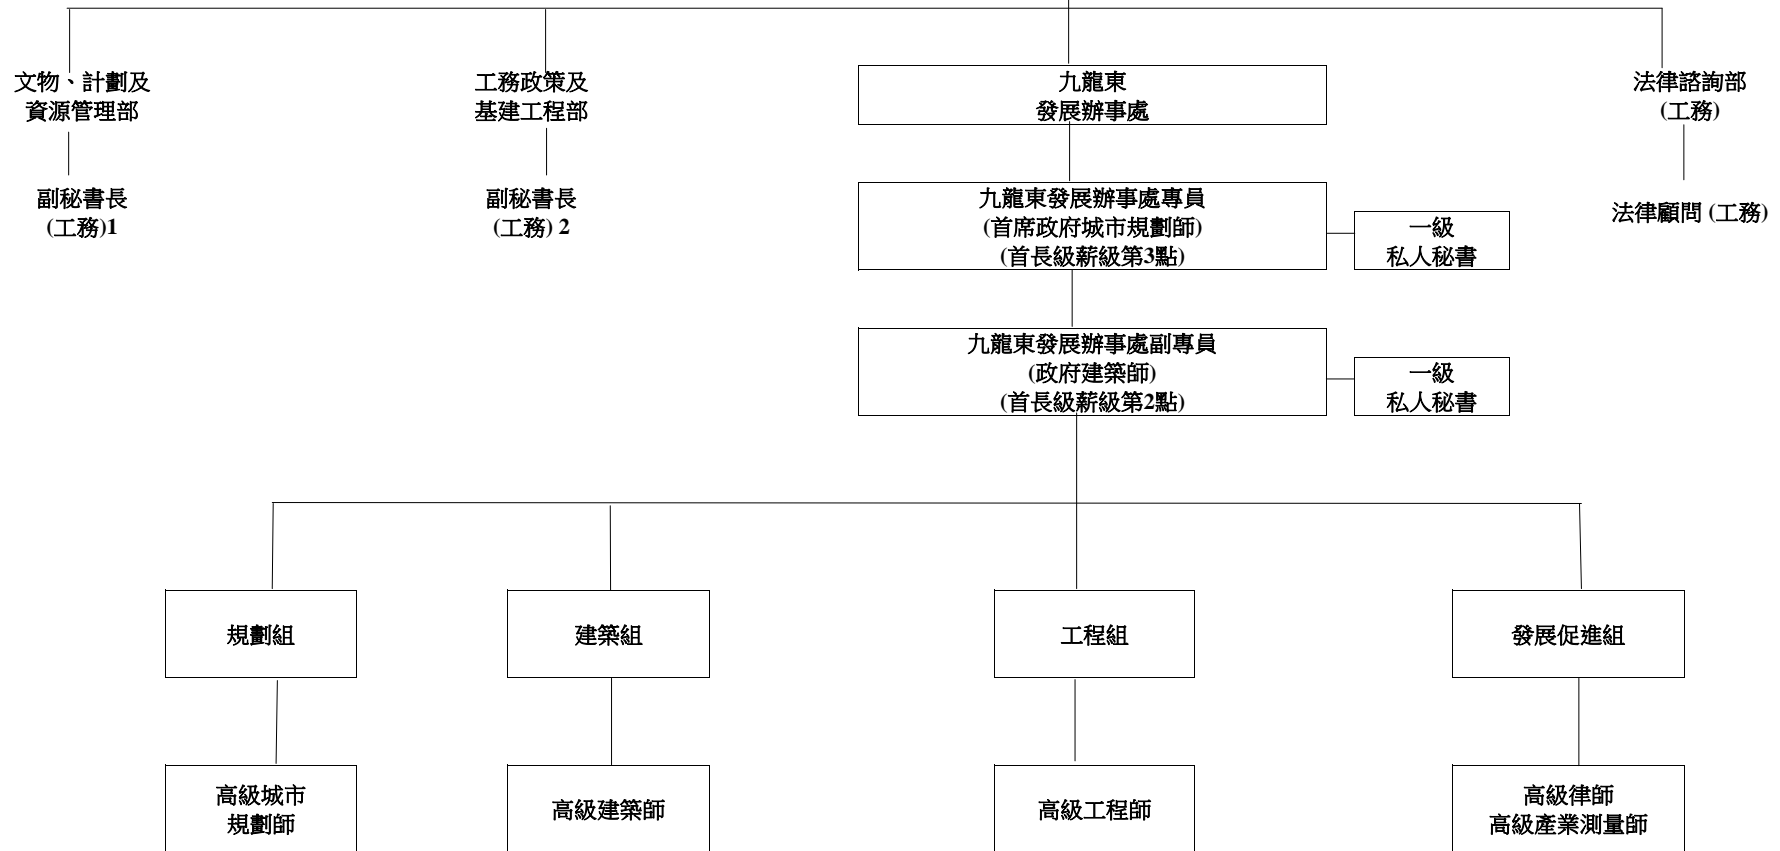 文物、計劃及
資源管理部
工務政策及
基建工程部
九龍東
發展辦事處
法律諮詢部
(工務)
副秘書長
(工務)1
副秘書長
(工務) 2
九龍東發展辦事處專員
(首席政府城市規劃師)
(首長級薪級第3點)
一級
私人秘書
法律顧問 (工務)
九龍東發展辦事處副專員
(政府建築師)
(首長級薪級第2點)
一級
私人秘書
規劃組
建築組
工程組
發展促進組
高級城市
規劃師
高級建築師
高級工程師
高級律師
高級產業測量師